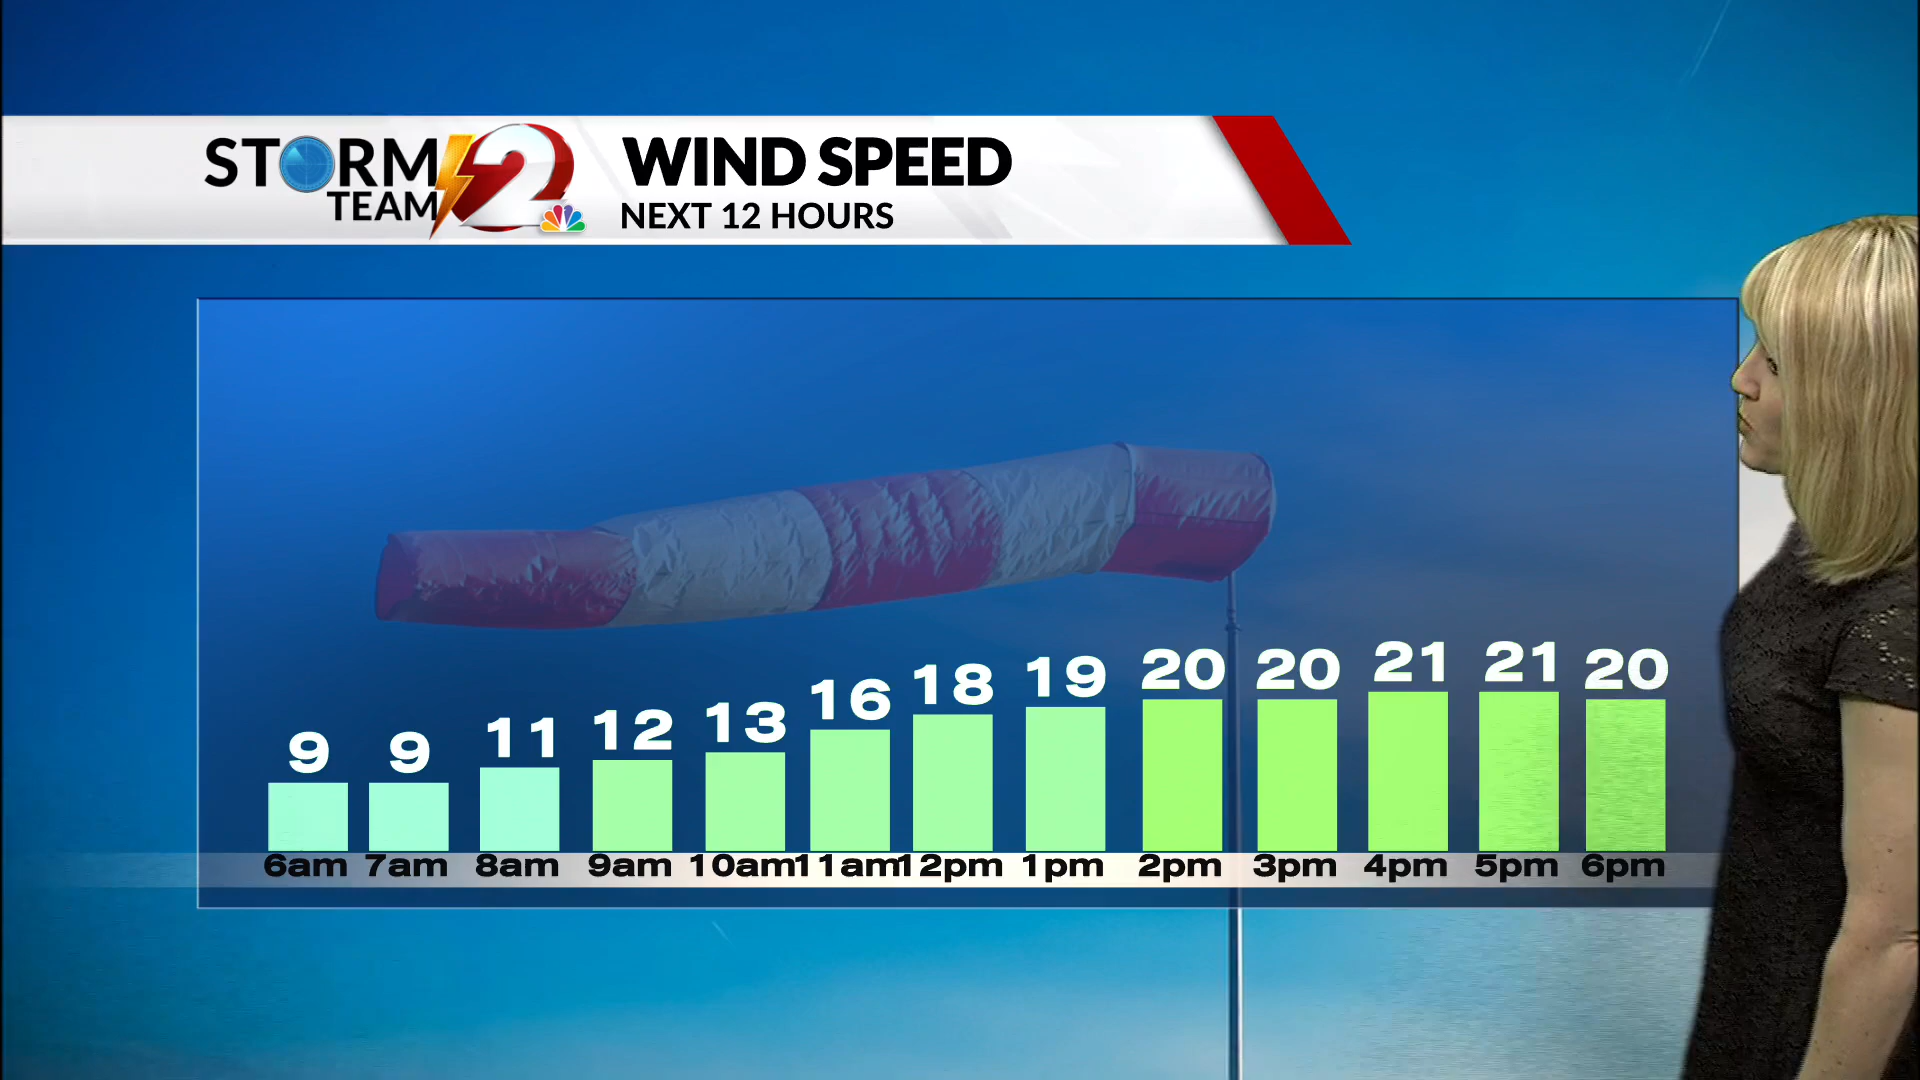 STORM
TEAM
2
WIND SPEED
NEXT 12 HOURS
9 9 11 12 13 16 18 19 20 20 21 21 20
6am 7am 8am 9am 10am 11am 12pm 1pm 2pm 3pm 4pm 5pm 6pm